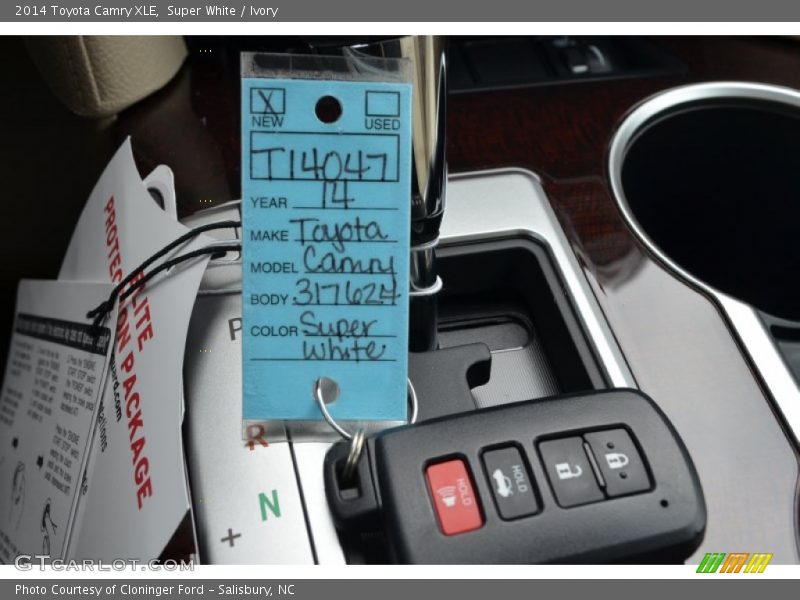 2014 Toyota Camry XLE, Super White / Ivory
X
NEW USED
T14047
YEAR 14
MAKE Toyota
MODEL Camry
BODY 317624
COLOR Super
White
PROTECTION PACKAGE
ELITE
P
R
N
+
HOLD
HOLD
GTCARLOT.COM
Photo Courtesy of Cloninger Ford - Salisbury, NC